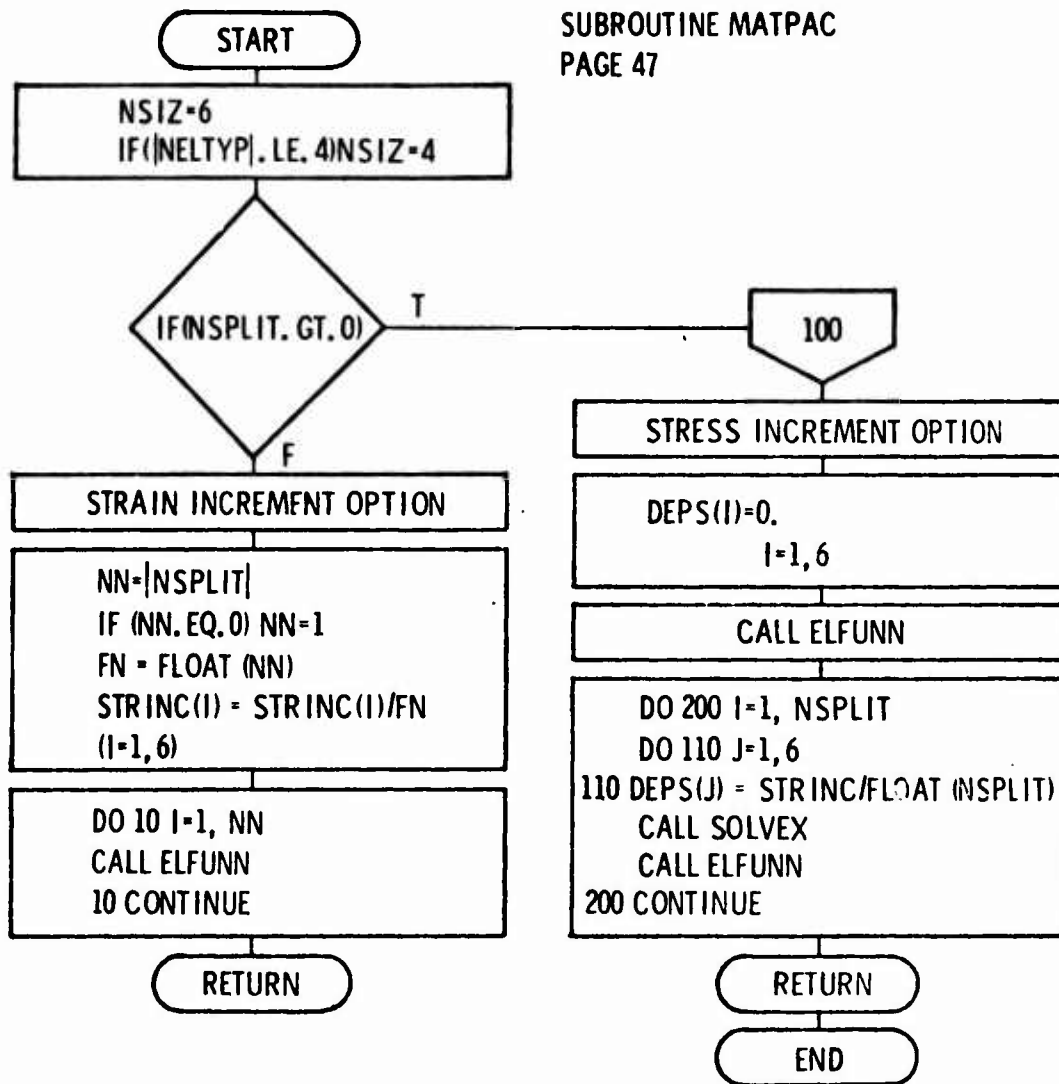 SUBROUTINE MATPAC
PAGE 47
START
NSIZ=6
IF(|NELTYP|.LE.4)NSIZ=4
IF(NSPLIT.GT.0)
T
F
STRAIN INCREMENT OPTION
NN=|NSPLIT|
IF (NN.EQ.0) NN=1
FN = FLOAT (NN)
STRINC(I) = STRINC(I)/FN
(I=1,6)
DO 10 I=1, NN
CALL ELFUNN
10 CONTINUE
RETURN
100
STRESS INCREMENT OPTION
DEPS(I)=0.
I=1,6
CALL ELFUNN
DO 200 I=1, NSPLIT
DO 110 J=1,6
110 DEPS(J) = STRINC/FLOAT (NSPLIT)
CALL SOLVEX
CALL ELFUNN
200 CONTINUE
RETURN
END